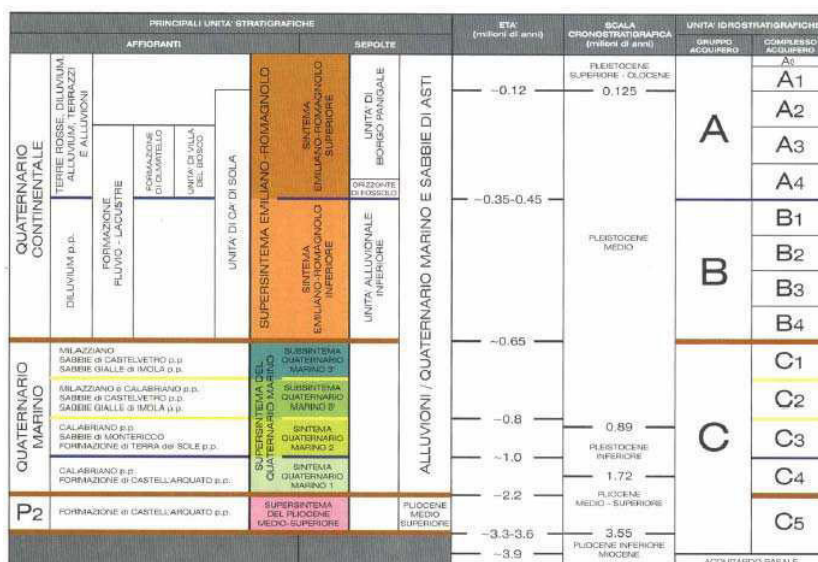 PRINCIPALI UNITA' STRATIGRAFICHE
AFFIORANTI
SEPOLTE
ETA'
(milioni di anni)
SCALA
CRONOSTRATIGRAFICA
(milioni di anni)
UNITA' IDROSTRATIGRAFICHE
GRUPPO
ACQUIFERO
COMPLESSO
ACQUIFERO
QUATERNARIO
CONTINENTALE
TERRE ROSSE, DILUVIUM,
ALLUVIUM, TERRAZZI
E ALLUVIONI
DILUVIUM p.p.
FORMAZIONE
FLUVIO - LACUSTRE
FORMAZIONE
DI OLMATELLO
UNITA' DI VILLA
DEL BOSCO
UNITA' DI CA' DI SOLA
SUPERSINTEMA EMILIANO-ROMAGNOLO
SINTEMA
EMILIANO-ROMAGNOLO
SUPERIORE
SINTEMA
EMILIANO-ROMAGNOLO
INFERIORE
UNITA' DI
BORGO PANIGALE
ORIZZONTE
DI FOSSOLO
UNITA' ALLUVIONALE
INFERIORE
ALLUVIONI / QUATERNARIO MARINO E SABBIE DI ASTI
QUATERNARIO
MARINO
MILAZZIANO
SABBIE di CASTELVETRO p.p.
SABBIE GIALLE di IMOLA p.p.
MILAZZIANO e CALABRIANO p.p.
SABBIE di CASTELVETRO p.p.
SABBIE GIALLE di IMOLA p.p.
CALABRIANO p.p.
SABBIE di MONTERICCO
FORMAZIONE di TERRA del SOLE p.p.
CALABRIANO p.p.
FORMAZIONE di CASTELL'ARQUATO p.p.
SUPERSINTEMA DEL
QUATERNARIO MARINO
SUBSINTEMA
QUATERNARIO
MARINO 3"
SUBSINTEMA
QUATERNARIO
MARINO 3'
SINTEMA
QUATERNARIO
MARINO 2
SINTEMA
QUATERNARIO
MARINO 1
P2
FORMAZIONE di CASTELL'ARQUATO p.p.
SUPERSINTEMA
DEL PLIOCENE
MEDIO-SUPERIORE
PLIOCENE
MEDIO
SUPERIORE
~0.12
~0.35-0.45
~0.65
~0.8
~1.0
~2.2
~3.3-3.6
~3.9
PLEISTOCENE
SUPERIORE - OLOCENE
0.125
PLEISTOCENE
MEDIO
0.89
PLEISTOCENE
INFERIORE
1.72
PLIOCENE
MEDIO - SUPERIORE
3.55
PLIOCENE INFERIORE
MIOCENE
A
A0
A1
A2
A3
A4
B
B1
B2
B3
B4
C
C1
C2
C3
C4
C5
ACQUITARDO BASALE